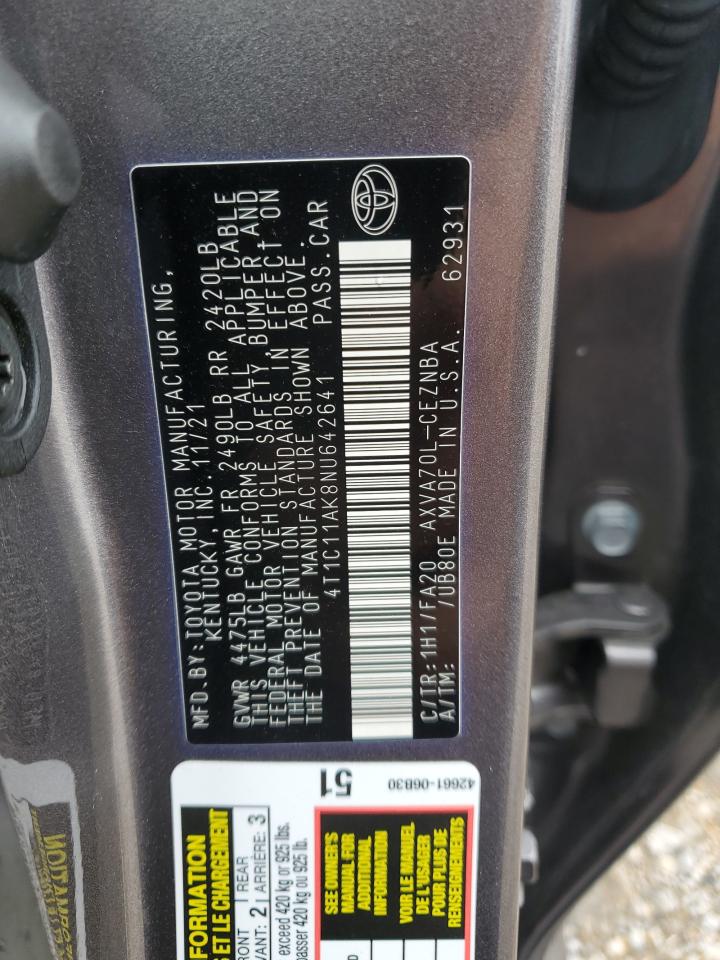 MFD. BY: TOYOTA MOTOR MANUFACTURING,
KENTUCKY, INC. 11/21
GVWR 4475LB GAWR FR 2490LB RR 2420LB
THIS VEHICLE CONFORMS TO ALL APPLICABLE
FEDERAL MOTOR VEHICLE SAFETY, BUMPER AND
THEFT PREVENTION STANDARDS IN EFFECT ON
THE DATE OF MANUFACTURE SHOWN ABOVE.
4T1C11AK8NU642641 PASS. CAR
C/TR: 1H1/FA20 AXVA70L-CEZNBA
A/TM: /UB80E MADE IN U.S.A. 62931
FORMATION
S ET LE CHARGEMENT
FRONT 2 REAR 3
VANT: ARRIÈRE:
exceed 420 kg or 925 lbs.
passer 420 kg ou 925 lb.
SEE OWNER'S
MANUAL FOR
ADDITIONAL
INFORMATION
VOIR LE MANUEL
DE L'USAGER
POUR PLUS DE
RENSEIGNEMENTS
51
42661-06B30